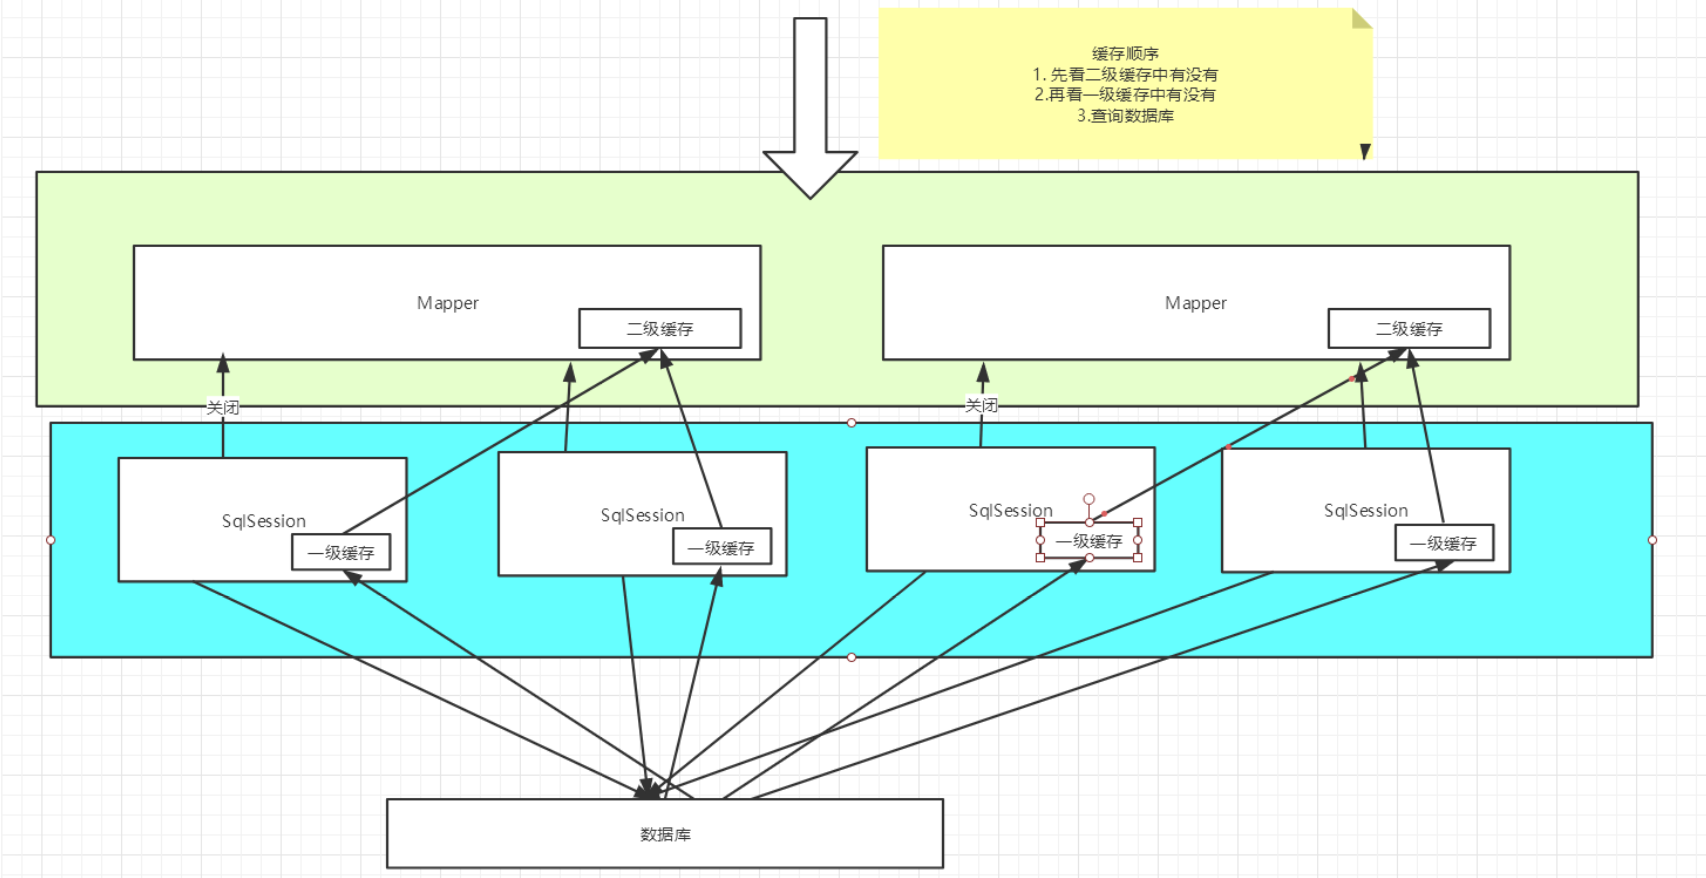 缓存顺序
1. 先看二级缓存中有没有
2.再看一级缓存中有没有
3.查询数据库
Mapper
二级缓存
Mapper
二级缓存
关闭
关闭
SqlSession
一级缓存
SqlSession
一级缓存
SqlSession
一级缓存
SqlSession
一级缓存
数据库